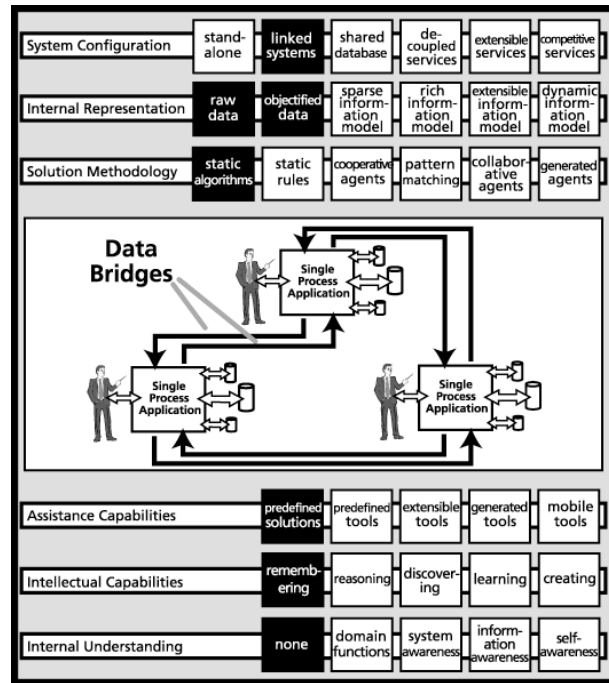 System Configuration
stand-
alone
linked
systems
shared
database
de-
coupled
services
extensible
services
competitive
services
Internal Representation
raw
data
objectified
data
sparse
inform-
ation
model
rich
inform-
ation
model
extensible
inform-
ation
model
dynamic
inform-
ation
model
Solution Methodology
static
algorithms
static
rules
cooperative
agents
pattern
matching
collabor-
ative
agents
generated
agents
Data
Bridges
Single
Process
Application
Single
Process
Application
Single
Process
Application
Assistance Capabilities
predefined
solutions
predefined
tools
extensible
tools
generated
tools
mobile
tools
Intellectual Capabilities
rememb-
ering
reasoning
discover-
ing
learning
creating
Internal Understanding
none
domain
functions
system
awareness
inform-
ation
awareness
self-
awareness